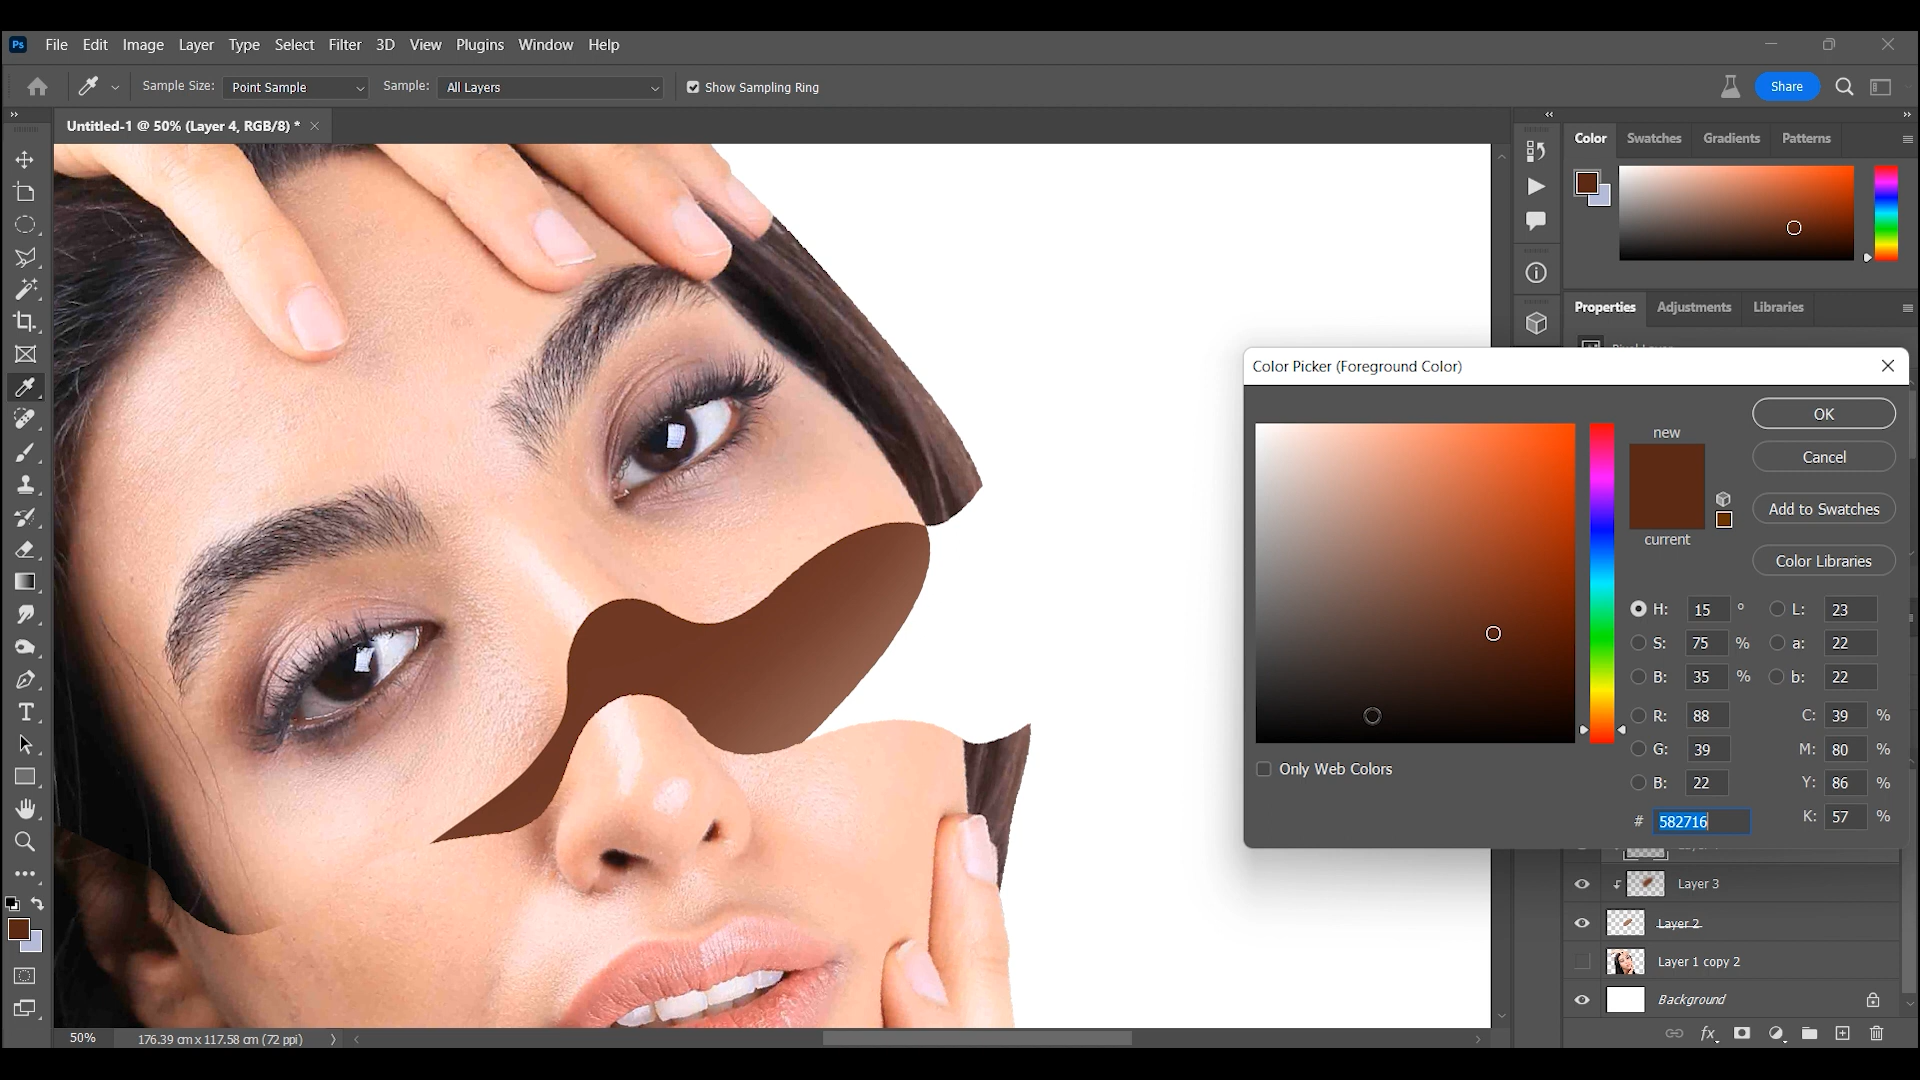 Ps File Edit Image Layer Type Select Filter 3D View Plugins Window Help
Sample Size: Point Sample Sample: All Layers Show Sampling Ring Share
Untitled-1 @ 50% (Layer 4, RGB/8) *
Color Swatches Gradients Patterns
Properties Adjustments Libraries
Color Picker (Foreground Color)
new
current
OK
Cancel
Add to Swatches
Color Libraries
H: 15 ° L: 23
S: 75 % a: 22
B: 35 % b: 22
R: 88 C: 39 %
G: 39 M: 80 %
B: 22 Y: 86 %
# 582716 K: 57 %
Only Web Colors
Layer 3
Layer 2
Layer 1 copy 2
Background
50% 176.39 cm x 117.58 cm (72 ppi)
fx